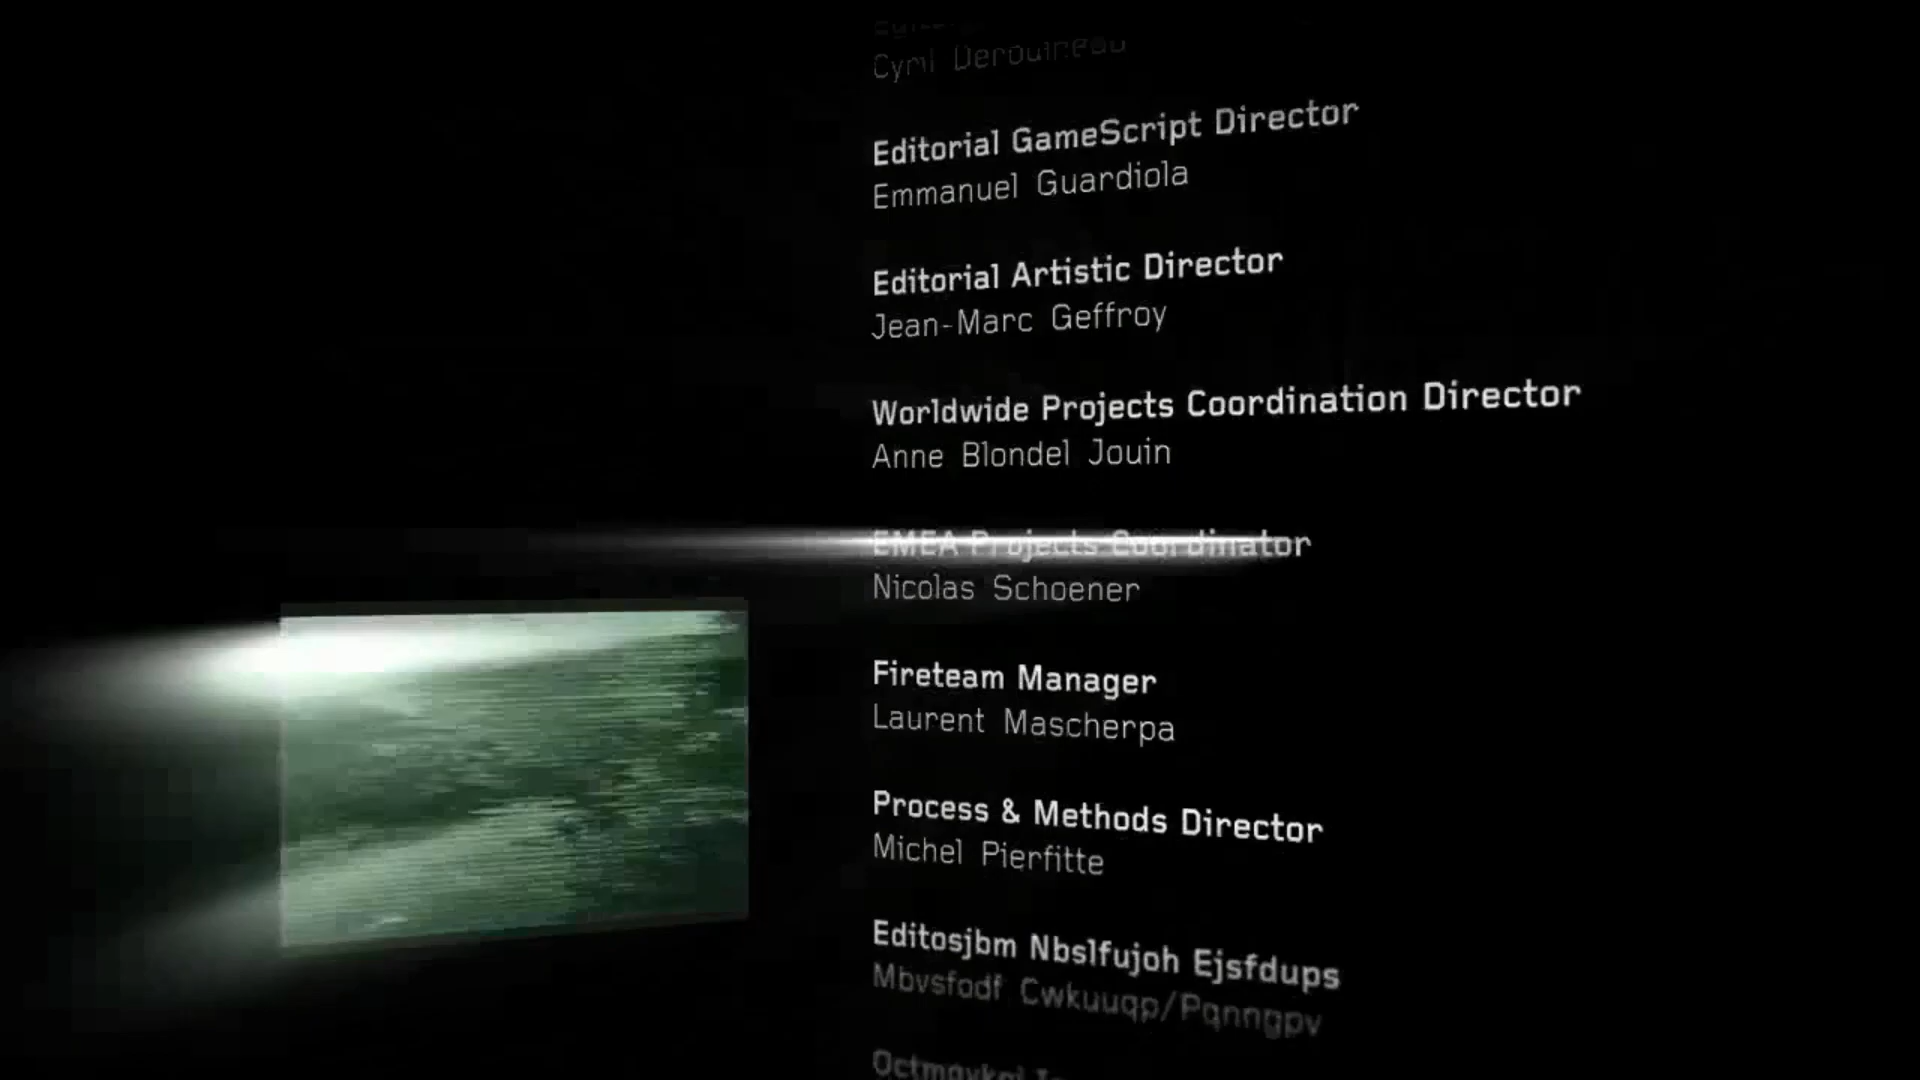 Cyril Derouineau
Editorial GameScript Director
Emmanuel Guardiola
Editorial Artistic Director
Jean-Marc Geffroy
Worldwide Projects Coordination Director
Anne Blondel Jouin
EMEA Projects Coordinator
Nicolas Schoener
Fireteam Manager
Laurent Mascherpa
Process & Methods Director
Michel Pierfitte
Editosjbm Nbslfujoh Ejsfdups
Mbvsfodf Cwkuuqp/Pqnngpv